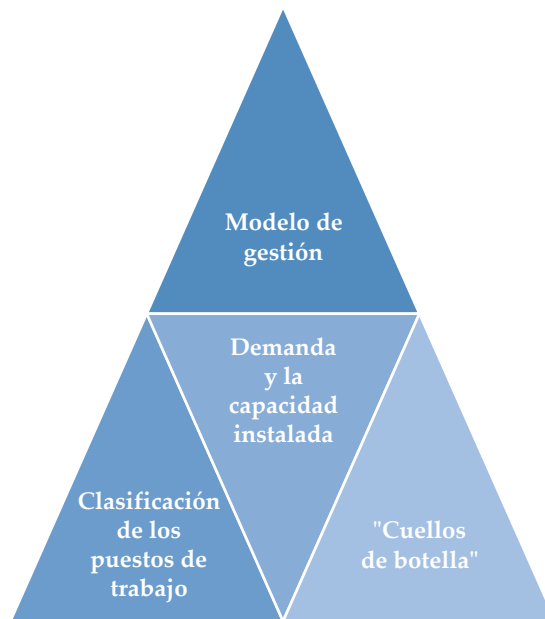 Modelo de
gestión
Demanda
y la
capacidad
instalada
Clasificación
de los
puestos de
trabajo
"Cuellos
de botella"